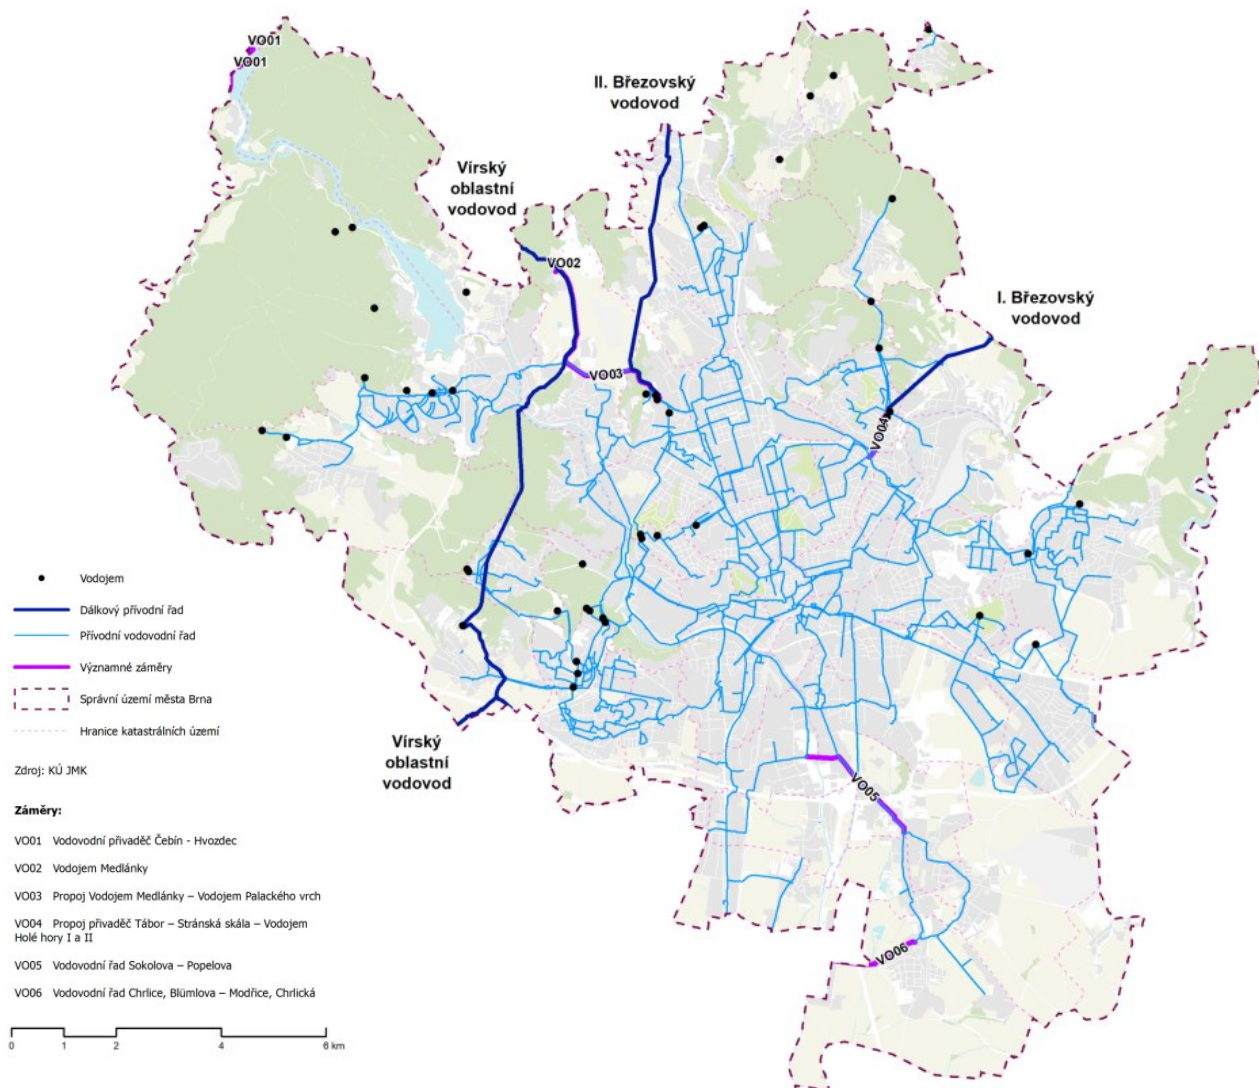 VO01
VO01
II. Březovský
vodovod
Vírský
oblastní
vodovod
VO02
I. Březovský
vodovod
VO03
VO04
Vodojem
Dálkový přívodní řad
Přívodní vodovodní řad
Významné záměry
Správní území města Brna
Hranice katastrálních území
Vírský
oblastní
vodovod
Zdroj: KÚ JMK
VO05
Záměry:
VO01 Vodovodní přivaděč Čebín - Hvozdec
VO02 Vodojem Medlánky
VO03 Propoj Vodojem Medlánky – Vodojem Palackého vrch
VO04 Propoj přivaděč Tábor – Stránská skála – Vodojem
Holé hory I a II
VO05 Vodovodní řad Sokolova – Popelova
VO06 Vodovodní řad Chrlice, Blümlova – Modřice, Chrlická
VO06
0 1 2 4 6 km